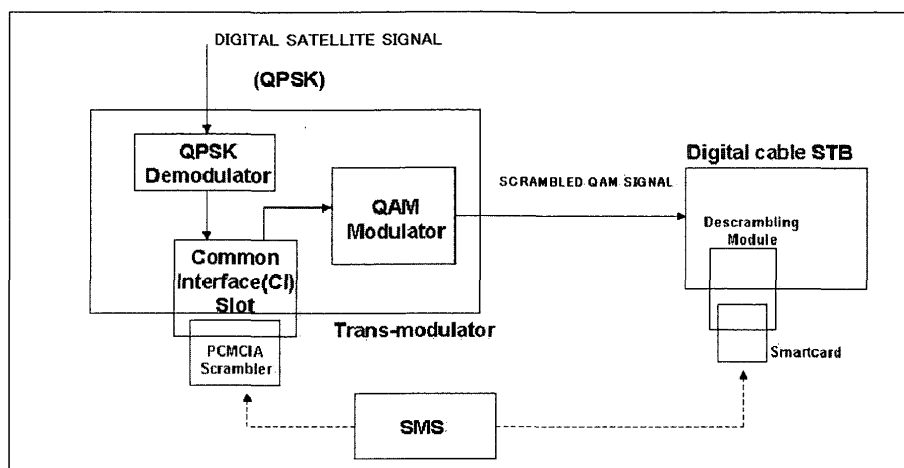 DIGITAL SATELLITE SIGNAL
(QPSK)
QPSK
Demodulator
QAM
Modulator
Common
Interface(CI)
Slot
PCMCIA
Scrambler
Trans-modulator
SCRAMBLED QAM SIGNAL
Digital cable STB
Descrambling
Module
Smartcard
SMS